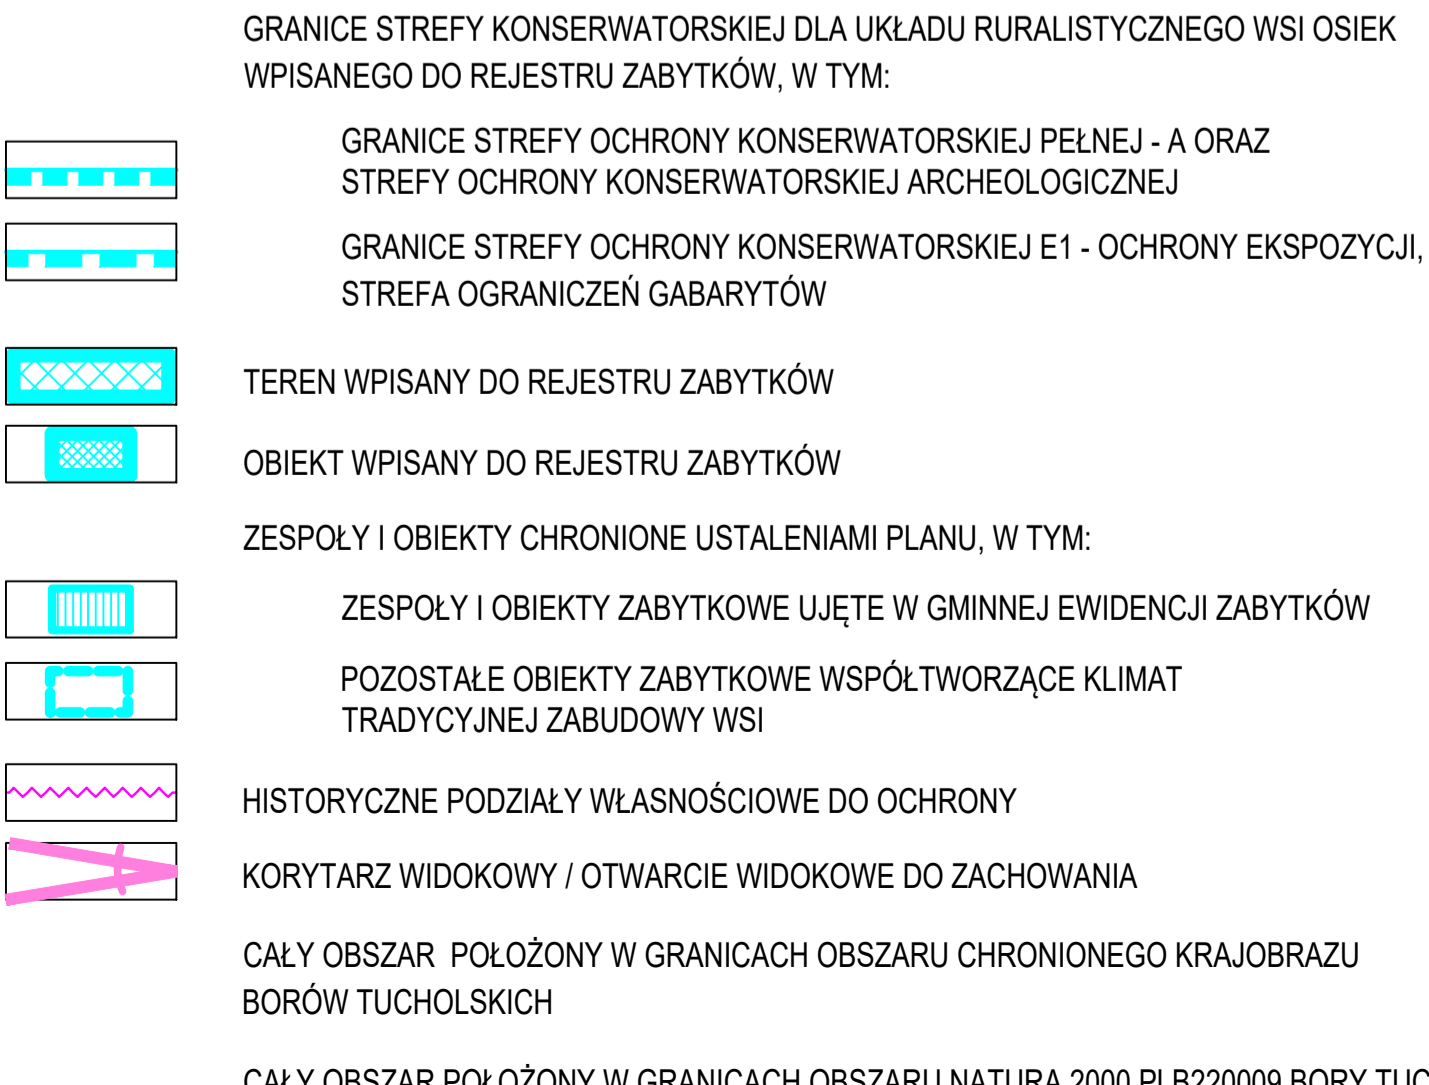 GRANICE STREFY KONSERWATORSKIEJ DLA UKŁADU RURALISTYCZNEGO WSI OSIEK
WPISANEGO DO REJESTRU ZABYTKÓW, W TYM:
GRANICE STREFY OCHRONY KONSERWATORSKIEJ PEŁNEJ - A ORAZ
STREFY OCHRONY KONSERWATORSKIEJ ARCHEOLOGICZNEJ
GRANICE STREFY OCHRONY KONSERWATORSKIEJ E1 - OCHRONY EKSPOZYCJI,
STREFA OGRANICZEŃ GABARYTÓW
TEREN WPISANY DO REJESTRU ZABYTKÓW
OBIEKT WPISANY DO REJESTRU ZABYTKÓW
ZESPOŁY I OBIEKTY CHRONIONE USTALENIAMI PLANU, W TYM:
ZESPOŁY I OBIEKTY ZABYTKOWE UJĘTE W GMINNEJ EWIDENCJI ZABYTKÓW
POZOSTAŁE OBIEKTY ZABYTKOWE WSPÓŁTWORZĄCE KLIMAT
TRADYCYJNEJ ZABUDOWY WSI
HISTORYCZNE PODZIAŁY WŁASNOŚCIOWE DO OCHRONY
KORYTARZ WIDOKOWY / OTWARCIE WIDOKOWE DO ZACHOWANIA
CAŁY OBSZAR POŁOŻONY W GRANICACH OBSZARU CHRONIONEGO KRAJOBRAZU
BORÓW TUCHOLSKICH
CAŁY OBSZAR POŁOŻONY W GRANICACH OBSZARU NATURA 2000 PLB220009 BORY TUC